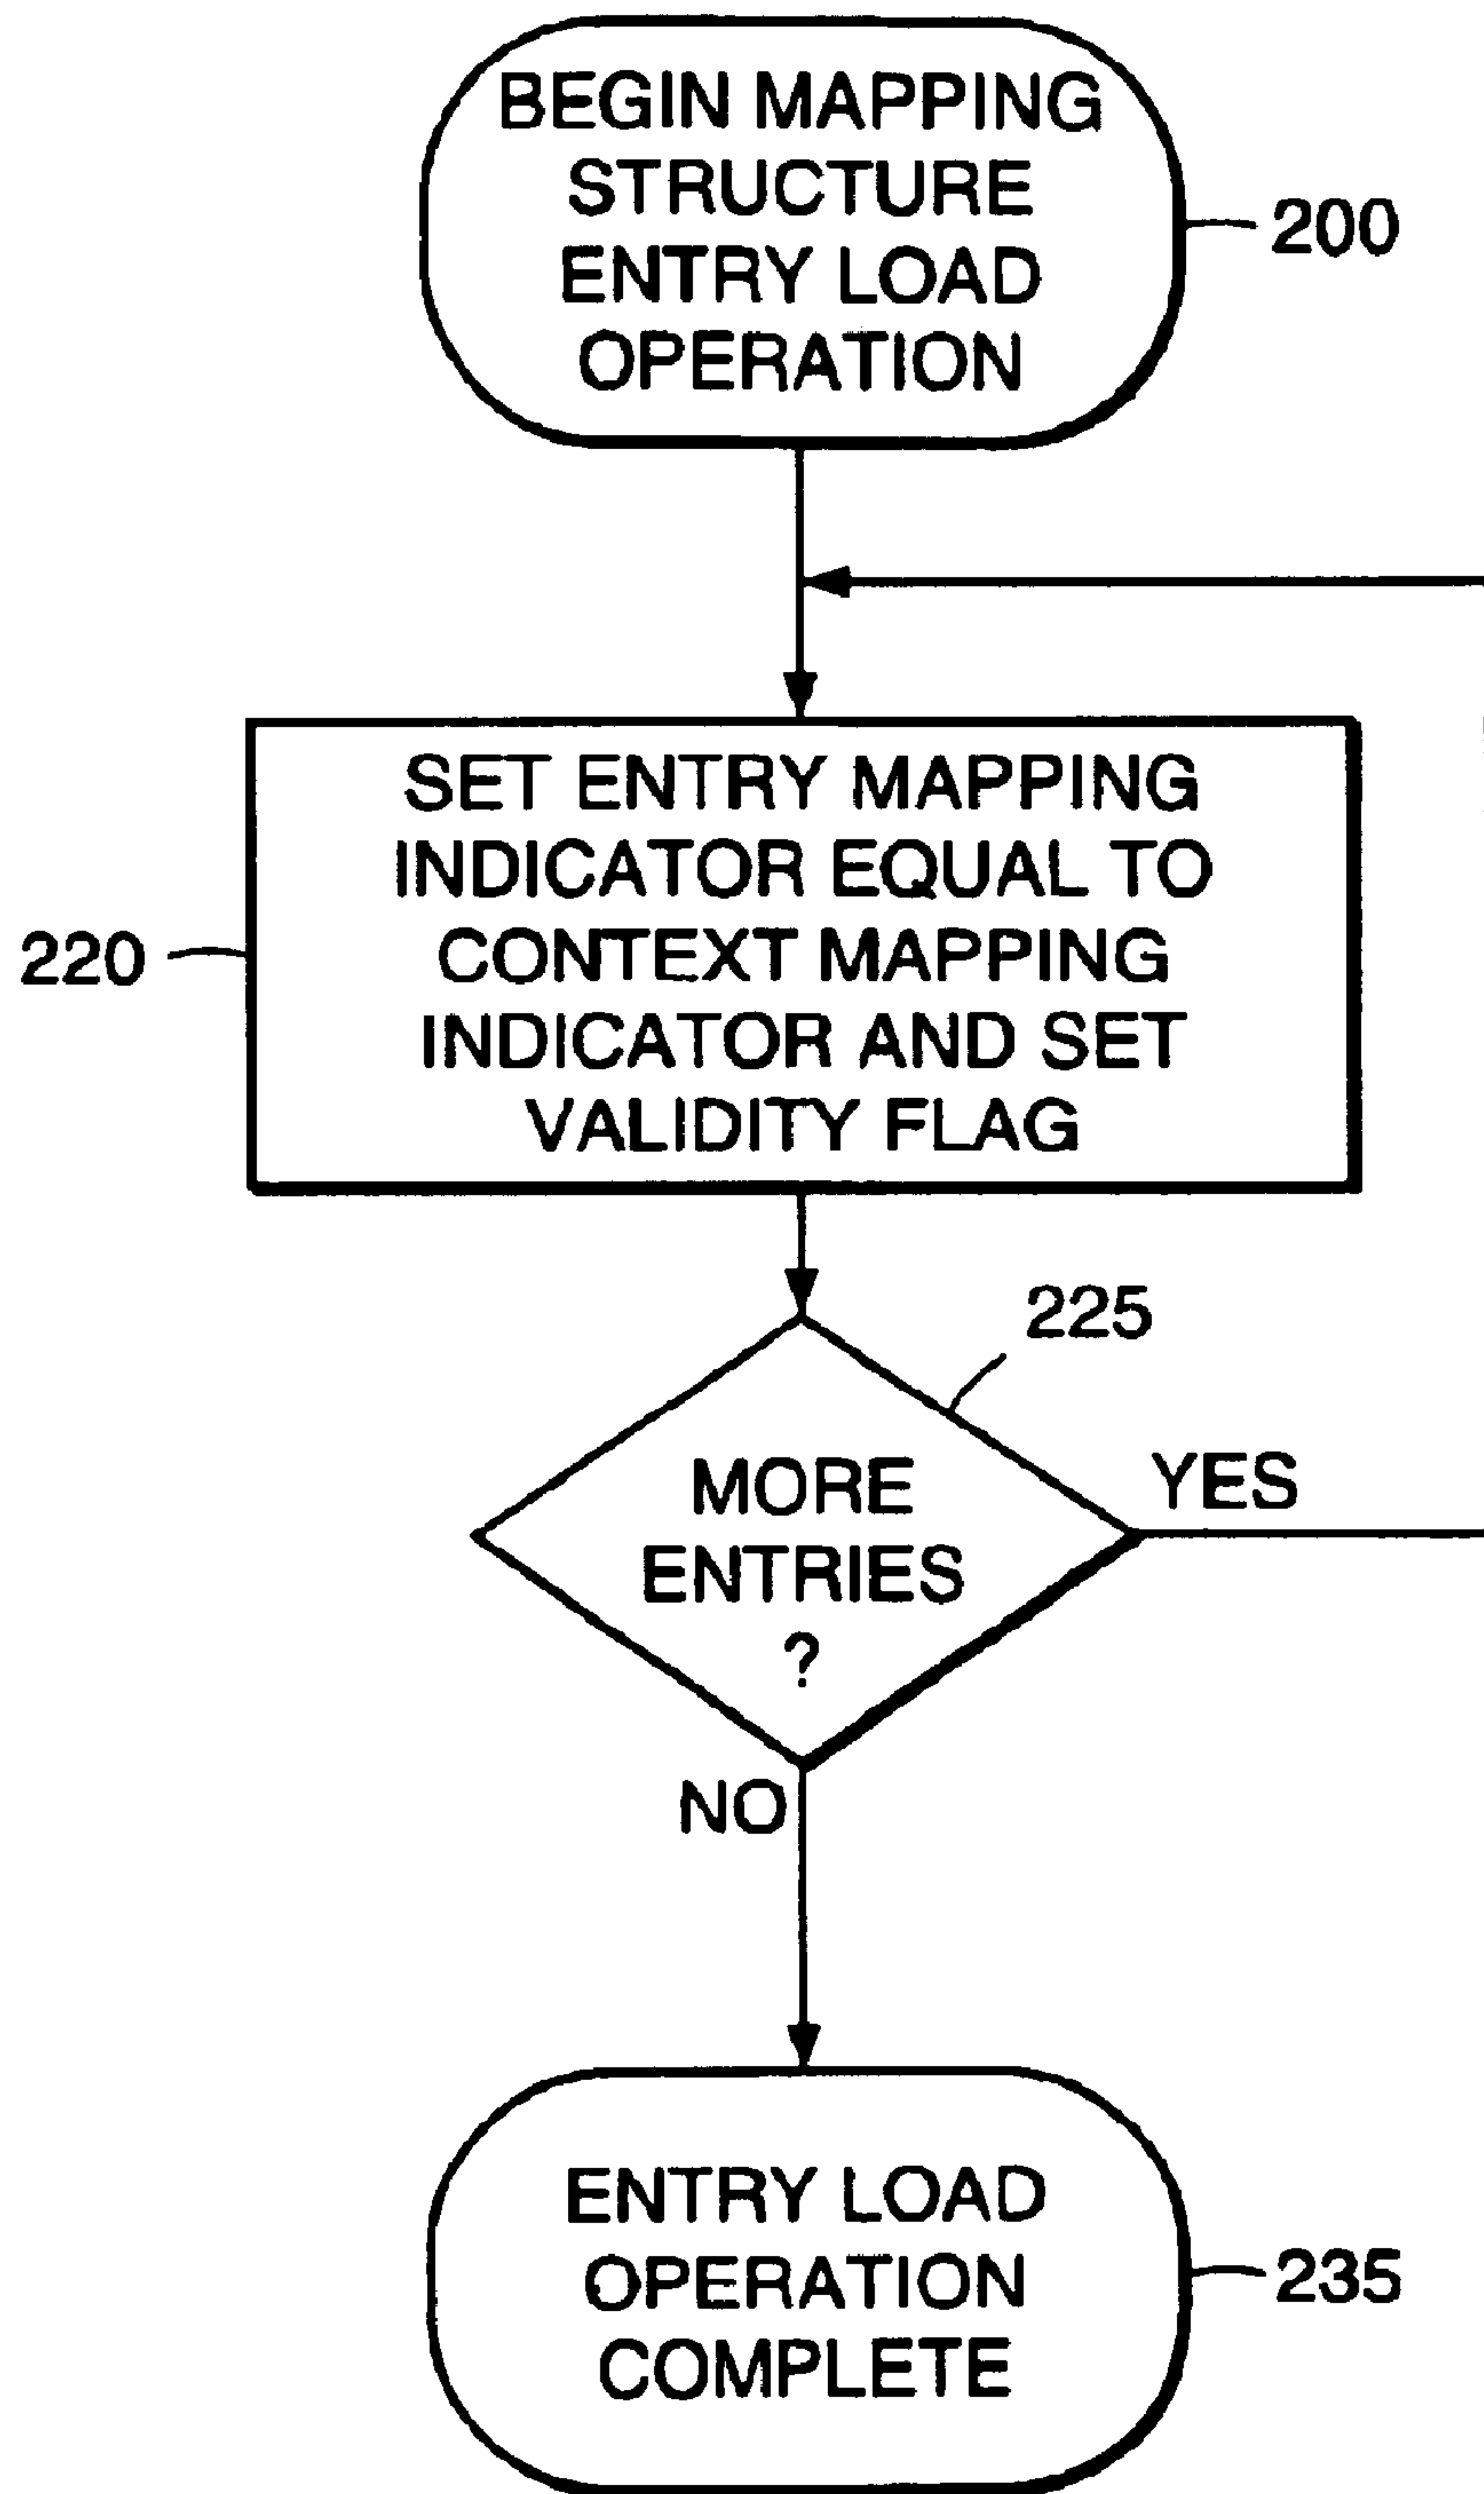 BEGIN MAPPING
STRUCTURE
ENTRY LOAD
OPERATION
200
SET ENTRY MAPPING
INDICATOR EQUAL TO
CONTEXT MAPPING
INDICATOR AND SET
VALIDITY FLAG
220
225
MORE
ENTRIES
?
YES
NO
ENTRY LOAD
OPERATION
COMPLETE
235